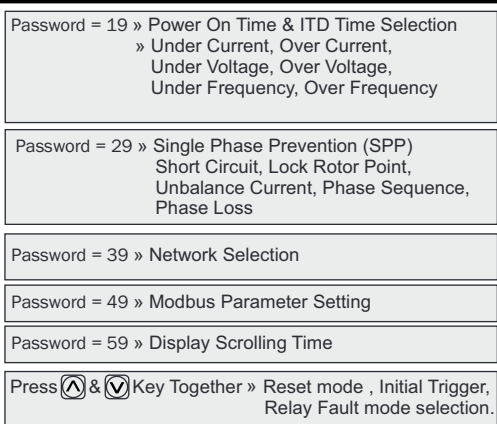 Password = 19 » Power On Time & ITD Time Selection
» Under Current, Over Current,
Under Voltage, Over Voltage,
Under Frequency, Over Frequency
Password = 29 » Single Phase Prevention (SPP)
Short Circuit, Lock Rotor Point,
Unbalance Current, Phase Sequence,
Phase Loss
Password = 39 » Network Selection
Password = 49 » Modbus Parameter Setting
Password = 59 » Display Scrolling Time
Press & Key Together » Reset mode , Initial Trigger,
Relay Fault mode selection.